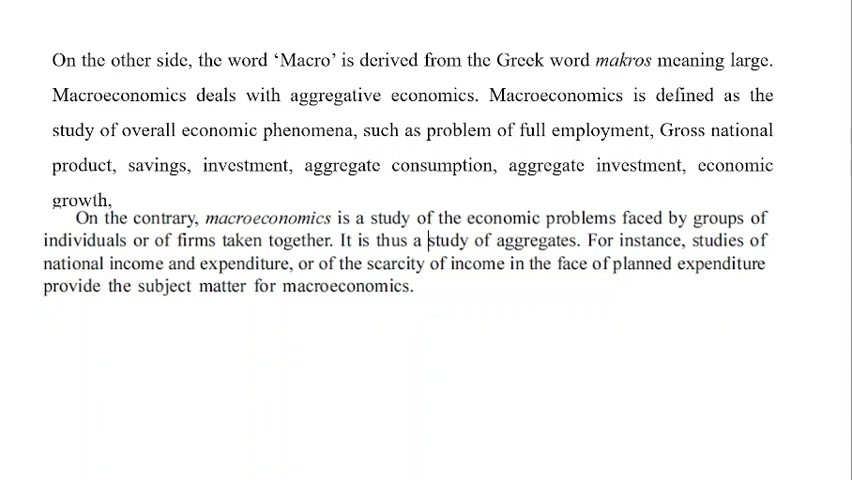 On the other side, the word ‘Macro’ is derived from the Greek word makros meaning large.
Macroeconomics deals with aggregative economics. Macroeconomics is defined as the
study of overall economic phenomena, such as problem of full employment, Gross national
product, savings, investment, aggregate consumption, aggregate investment, economic
growth,
On the contrary, macroeconomics is a study of the economic problems faced by groups of
individuals or of firms taken together. It is thus a study of aggregates. For instance, studies of
national income and expenditure, or of the scarcity of income in the face of planned expenditure
provide the subject matter for macroeconomics.